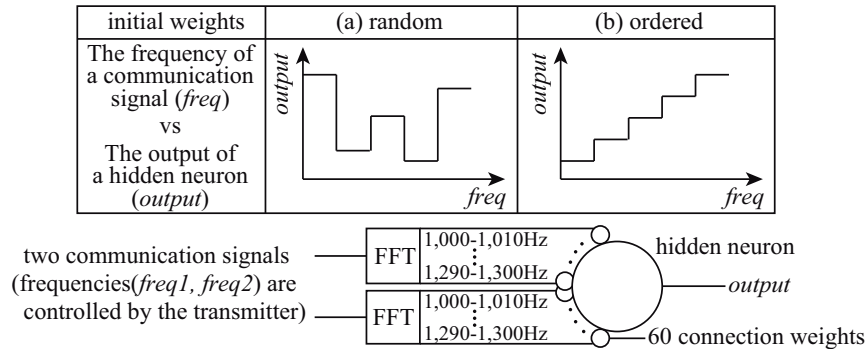 initial weights
(a) random
(b) ordered
The frequency of
a communication
signal (freq)
vs
The output of
a hidden neuron
(output)
output
freq
output
freq
two communication signals
(frequencies(freq1, freq2) are
controlled by the transmitter)
FFT
1,000-1,010Hz
1,290-1,300Hz
FFT
1,000-1,010Hz
1,290-1,300Hz
hidden neuron
output
60 connection weights